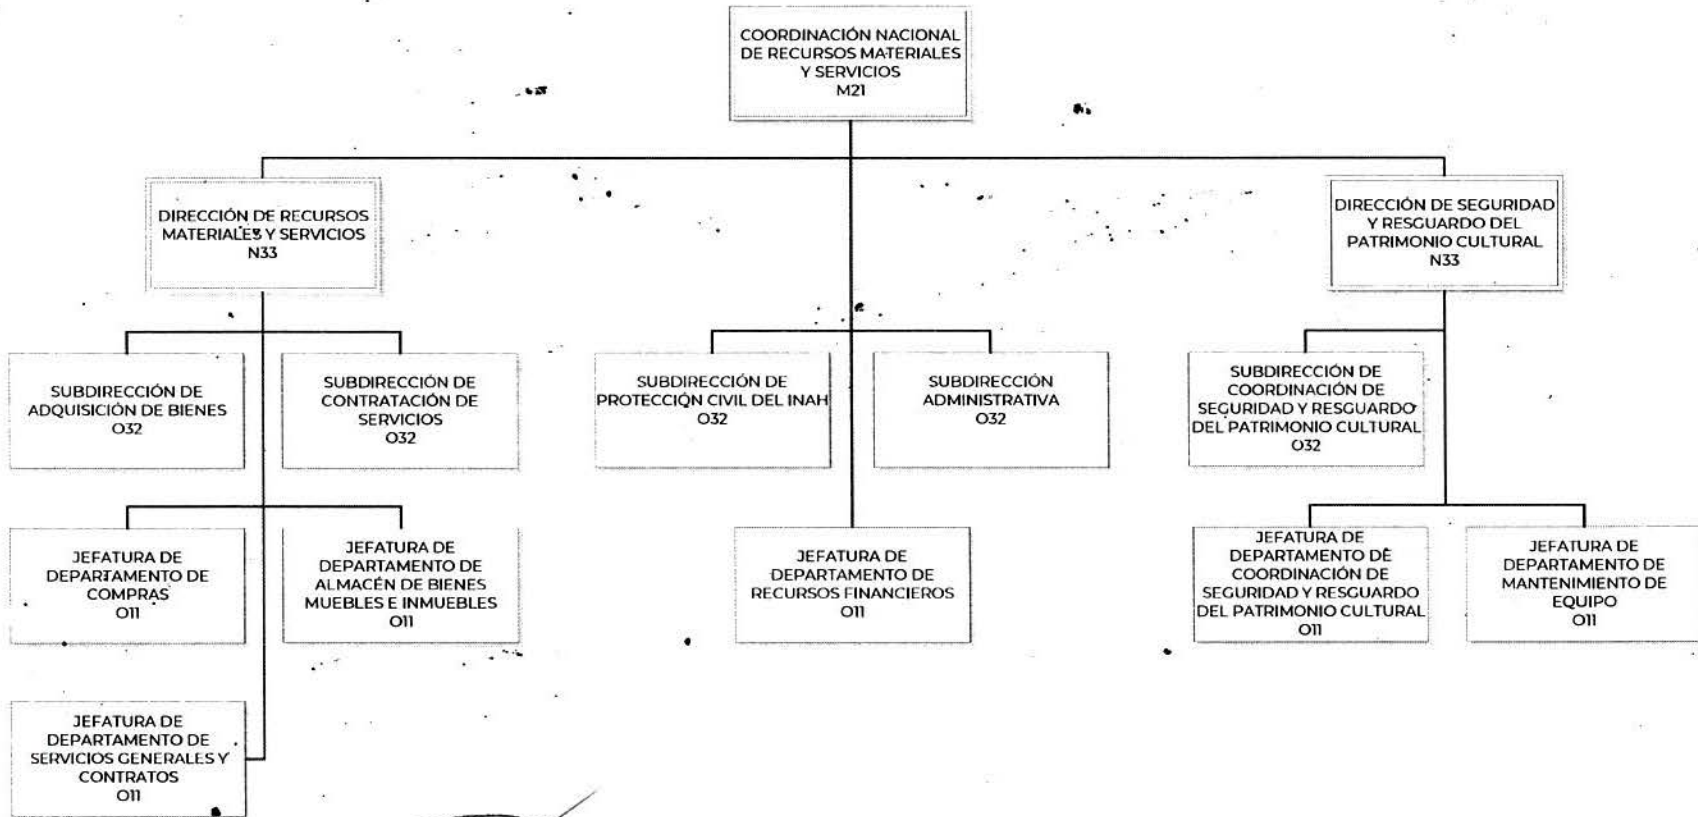 COORDINACIÓN NACIONAL
DE RECURSOS MATERIALES
Y SERVICIOS
M21
DIRECCIÓN DE RECURSOS
MATERIALES Y SERVICIOS
N33
DIRECCIÓN DE SEGURIDAD
Y RESGUARDO DEL
PATRIMONIO CULTURAL
N33
SUBDIRECCIÓN DE
ADQUISICIÓN DE BIENES
O32
SUBDIRECCIÓN DE
CONTRATACIÓN DE
SERVICIOS
O32
SUBDIRECCIÓN DE
PROTECCIÓN CIVIL DEL INAH
O32
SUBDIRECCIÓN
ADMINISTRATIVA
O32
SUBDIRECCIÓN DE
COORDINACIÓN DE
SEGURIDAD Y RESGUARDO
DEL PATRIMONIO CULTURAL
O32
JEFATURA DE
DEPARTAMENTO DE
COMPRAS
O11
JEFATURA DE
DEPARTAMENTO DE
ALMACÉN DE BIENES
MUEBLES E INMUEBLES
O11
JEFATURA DE
DEPARTAMENTO DE
RECURSOS FINANCIEROS
O11
JEFATURA DE
DEPARTAMENTO DE
COORDINACIÓN DE
SEGURIDAD Y RESGUARDO
DEL PATRIMONIO CULTURAL
O11
JEFATURA DE
DEPARTAMENTO DE
MANTENIMIENTO DE
EQUIPO
O11
JEFATURA DE
DEPARTAMENTO DE
SERVICIOS GENERALES Y
CONTRATOS
O11